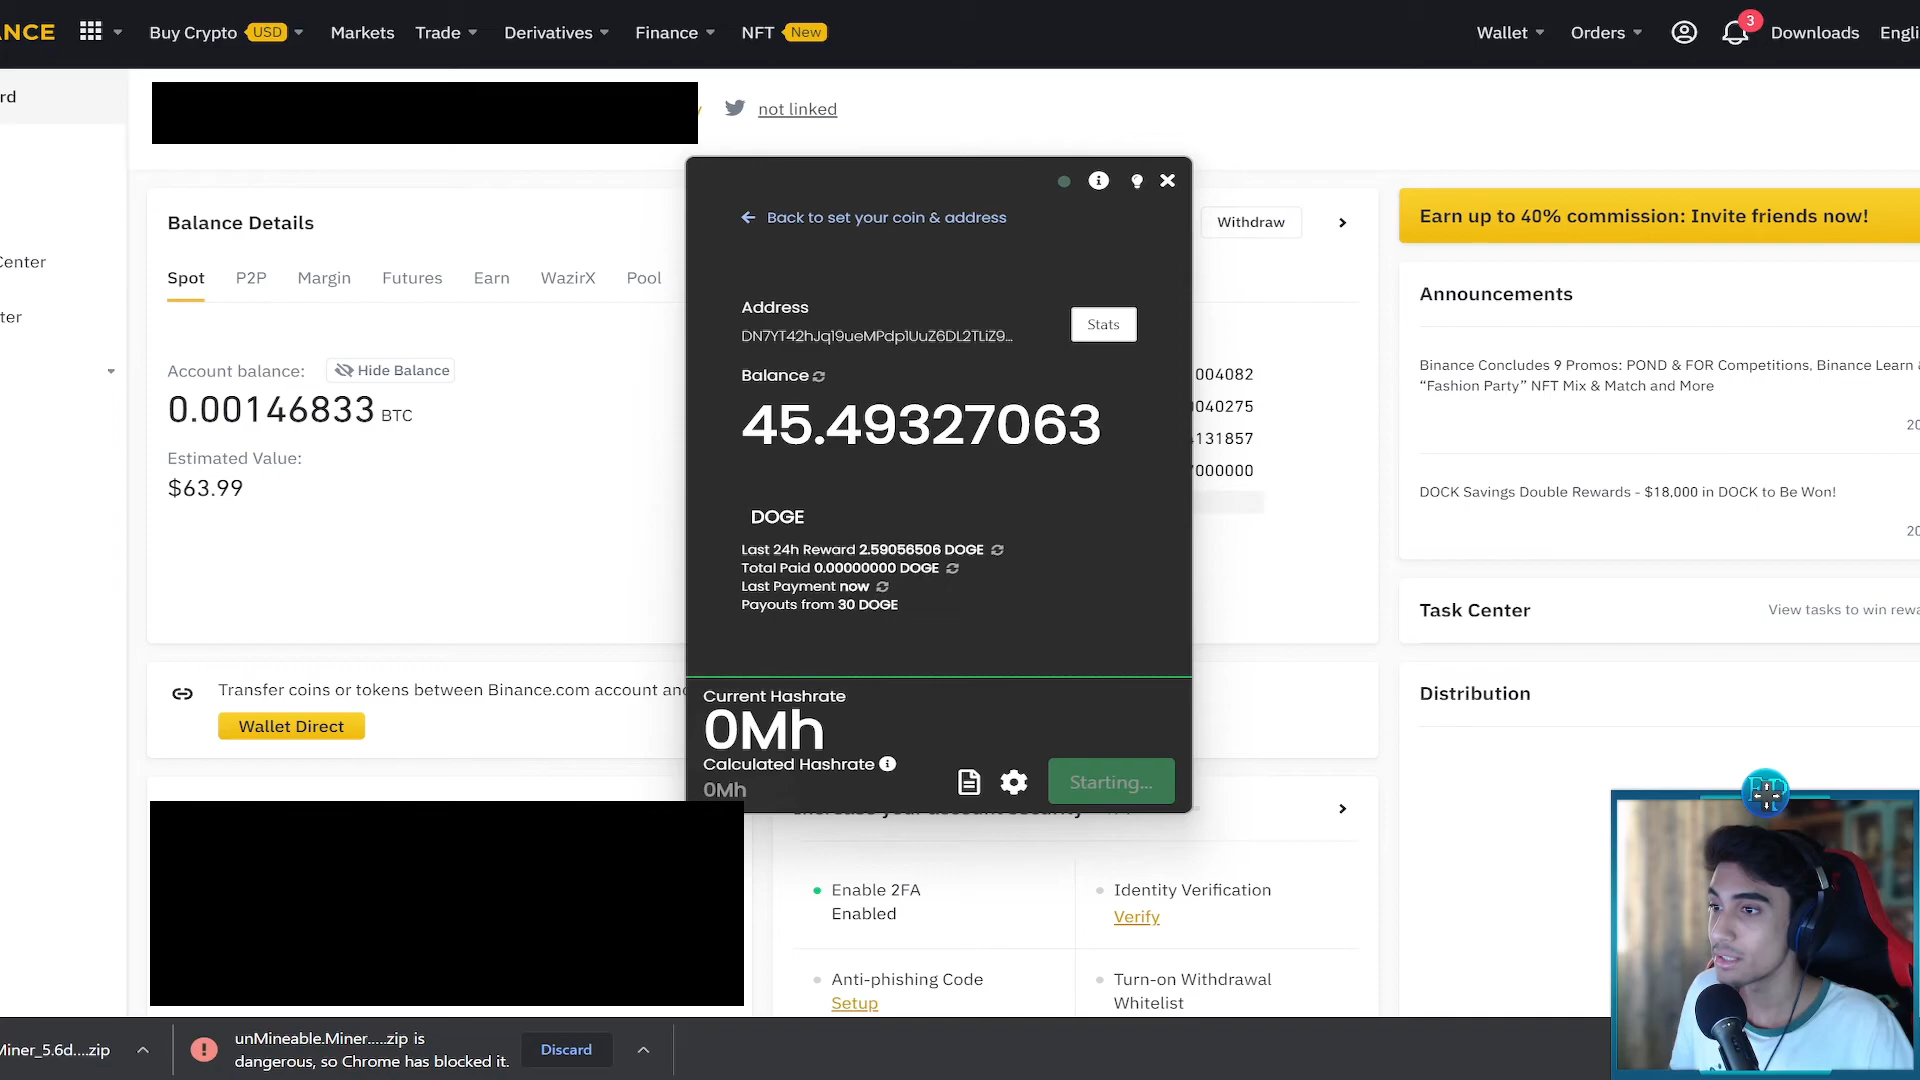 NCE
Buy Crypto USD
Markets
Trade
Derivatives
Finance
NFT New
Wallet
Orders
3
Downloads
Engli
rd
not linked
Center
ter
Balance Details
Withdraw
Spot
P2P
Margin
Futures
Earn
WazirX
Pool
Account balance:
Hide Balance
0.00146833 BTC
Estimated Value:
$63.99
004082
040275
131857
000000
Transfer coins or tokens between Binance.com account and
Wallet Direct
Back to set your coin & address
Address
DN7YT42hJq19ueMPdp1UuZ6DL2TLiZ9...
Stats
Balance
45.49327063
DOGE
Last 24h Reward 2.59056506 DOGE
Total Paid 0.00000000 DOGE
Last Payment now
Payouts from 30 DOGE
Current Hashrate
0Mh
Calculated Hashrate
0Mh
Starting...
Enable 2FA
Enabled
Identity Verification
Verify
Anti-phishing Code
Setup
Turn-on Withdrawal
Whitelist
Earn up to 40% commission: Invite friends now!
Announcements
Binance Concludes 9 Promos: POND & FOR Competitions, Binance Learn &
“Fashion Party” NFT Mix & Match and More
20
DOCK Savings Double Rewards - $18,000 in DOCK to Be Won!
20
Task Center
View tasks to win rewa
Distribution
Miner_5.6d....zip
unMineable.Miner.....zip is
dangerous, so Chrome has blocked it.
Discard